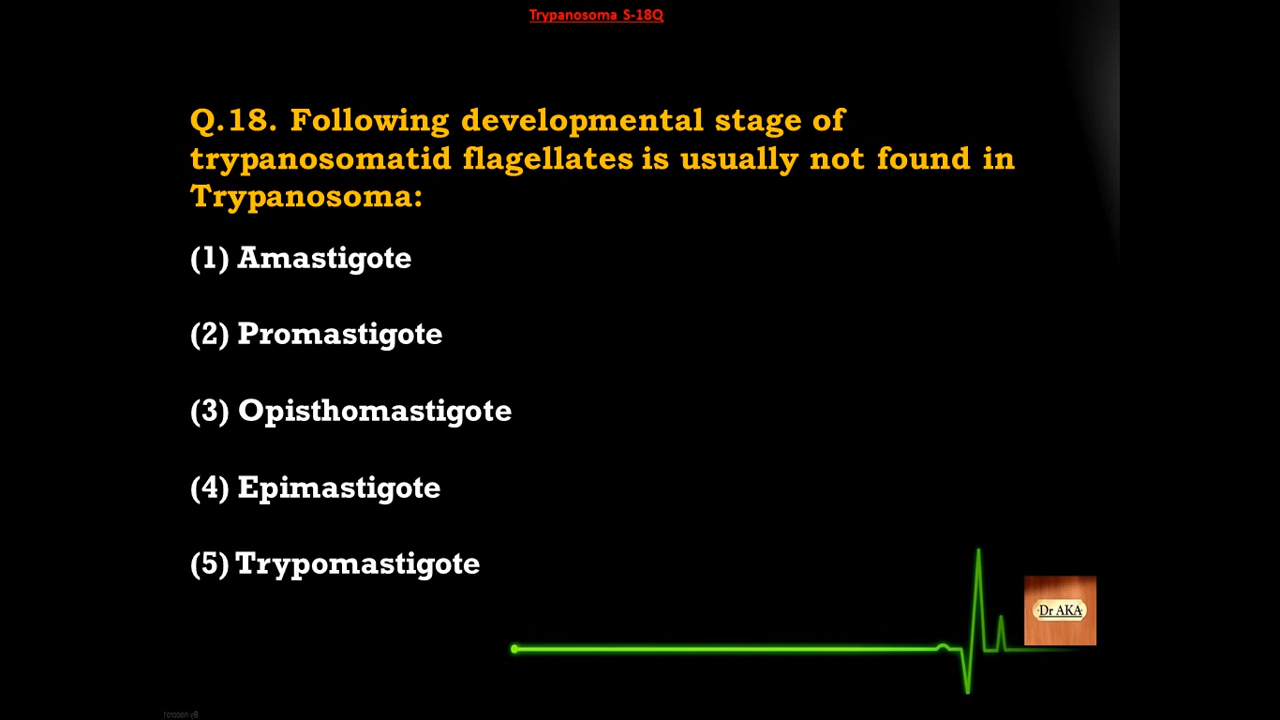 Trypanosoma S-18Q
Q.18. Following developmental stage of
trypanosomatid flagellates is usually not found in
Trypanosoma:
(1) Amastigote
(2) Promastigote
(3) Opisthomastigote
(4) Epimastigote
(5) Trypomastigote
Dr AKA